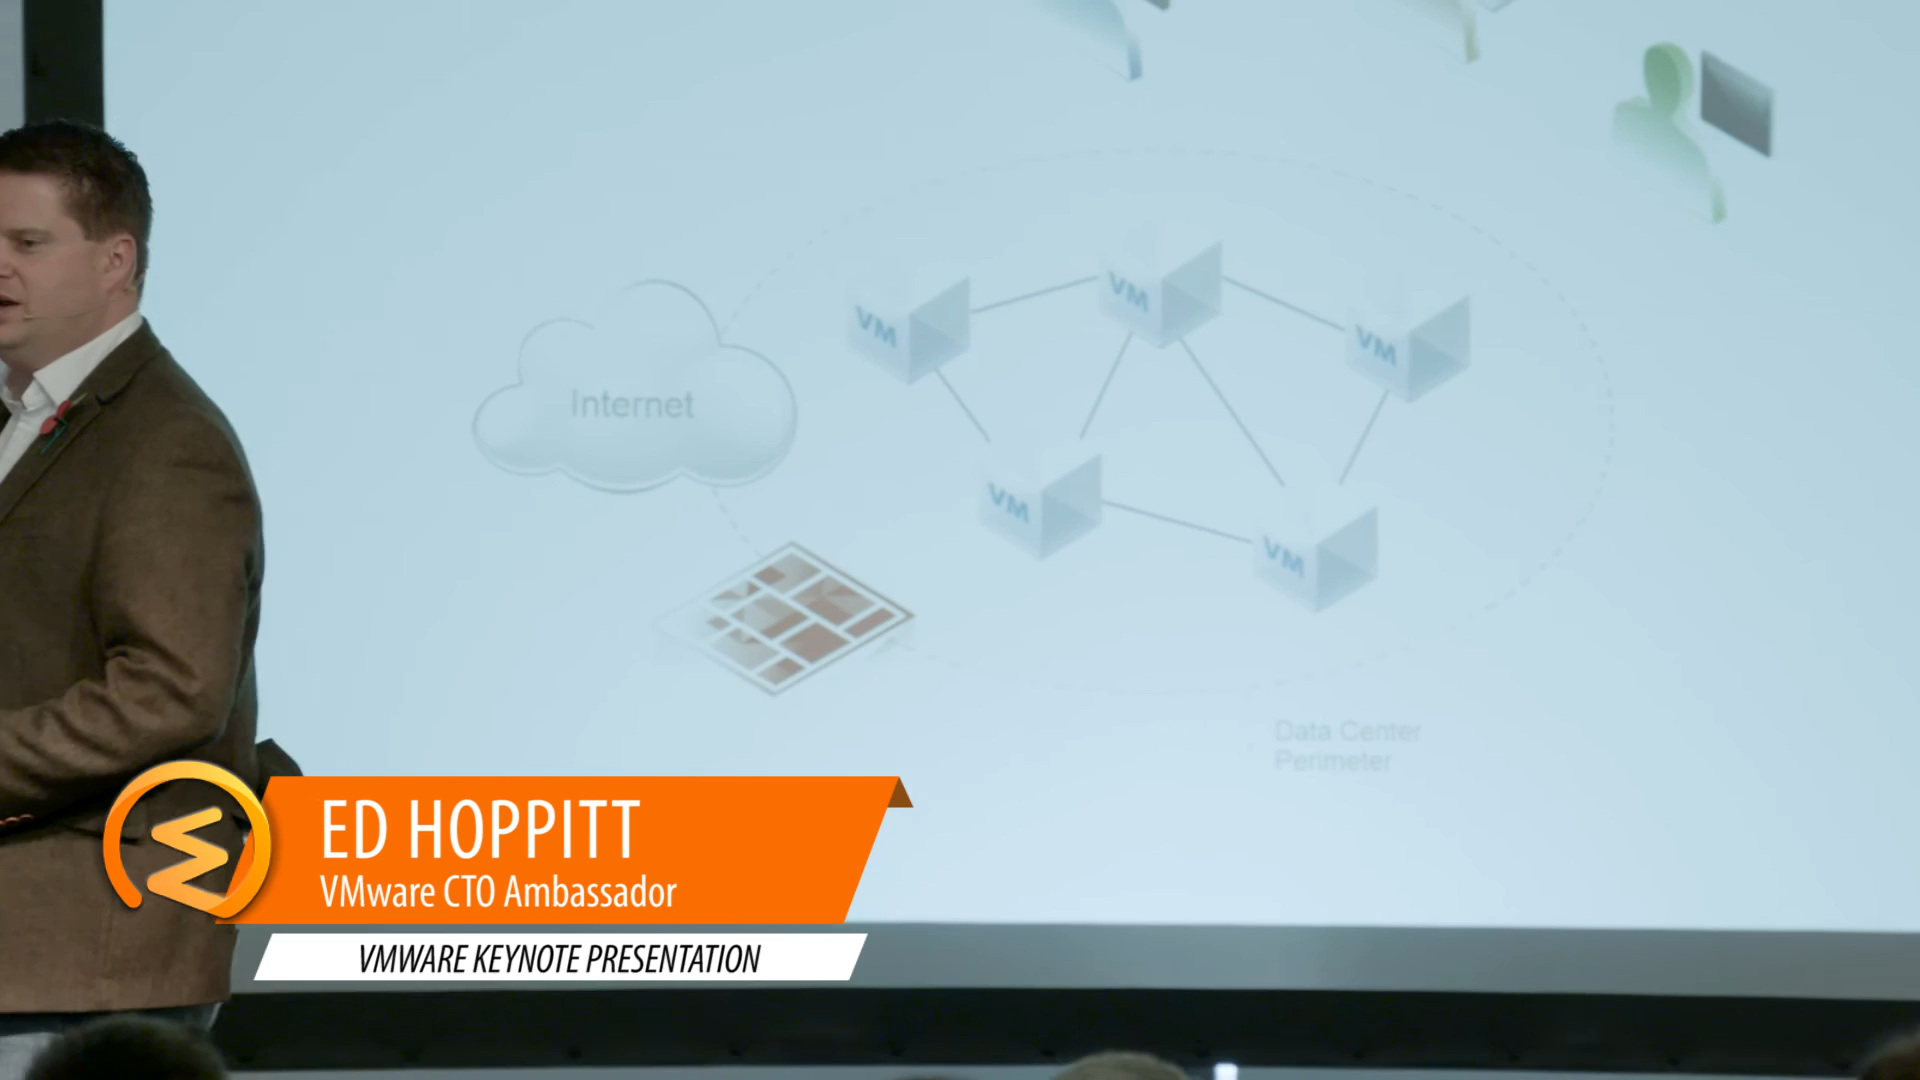 VM
VM
VM
Internet
VM
VM
Data Center
Perimeter
ED HOPPITT
VMware CTO Ambassador
VMWARE KEYNOTE PRESENTATION